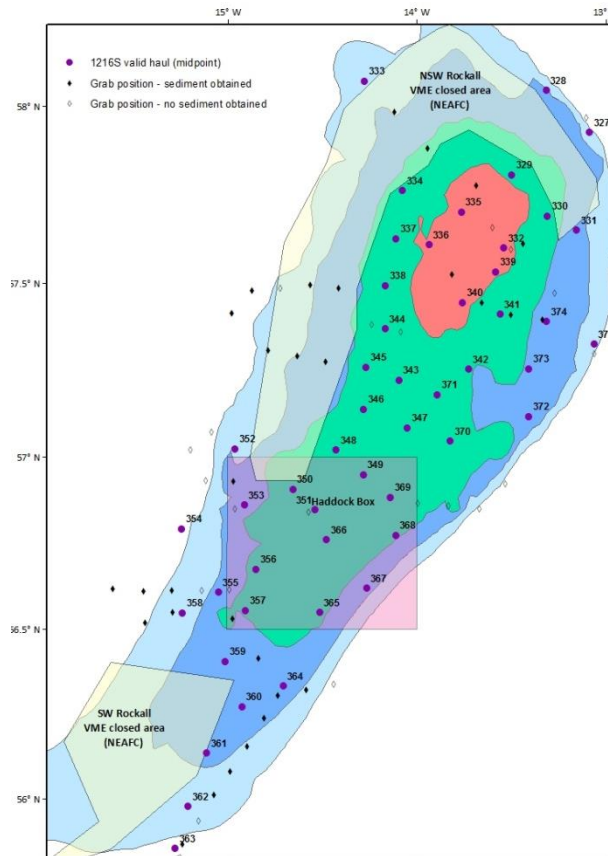 15° W
14° W
13°
1216S valid haul (midpoint)
Grab position - sediment obtained
Grab position - no sediment obtained
NSW Rockall
VME closed area
(NEAFC)
333
328
58° N
327
329
334
335
330
331
337
336
332
339
338
57.5° N
340
341
374
344
342
373
345
343
346
371
372
347
370
352
348
57° N
349
350
353
351
Haddock Box
369
354
366
368
356
355
367
358
357
365
56.5° N
359
364
360
SW Rockall
VME closed area
(NEAFC)
361
56° N
362
363